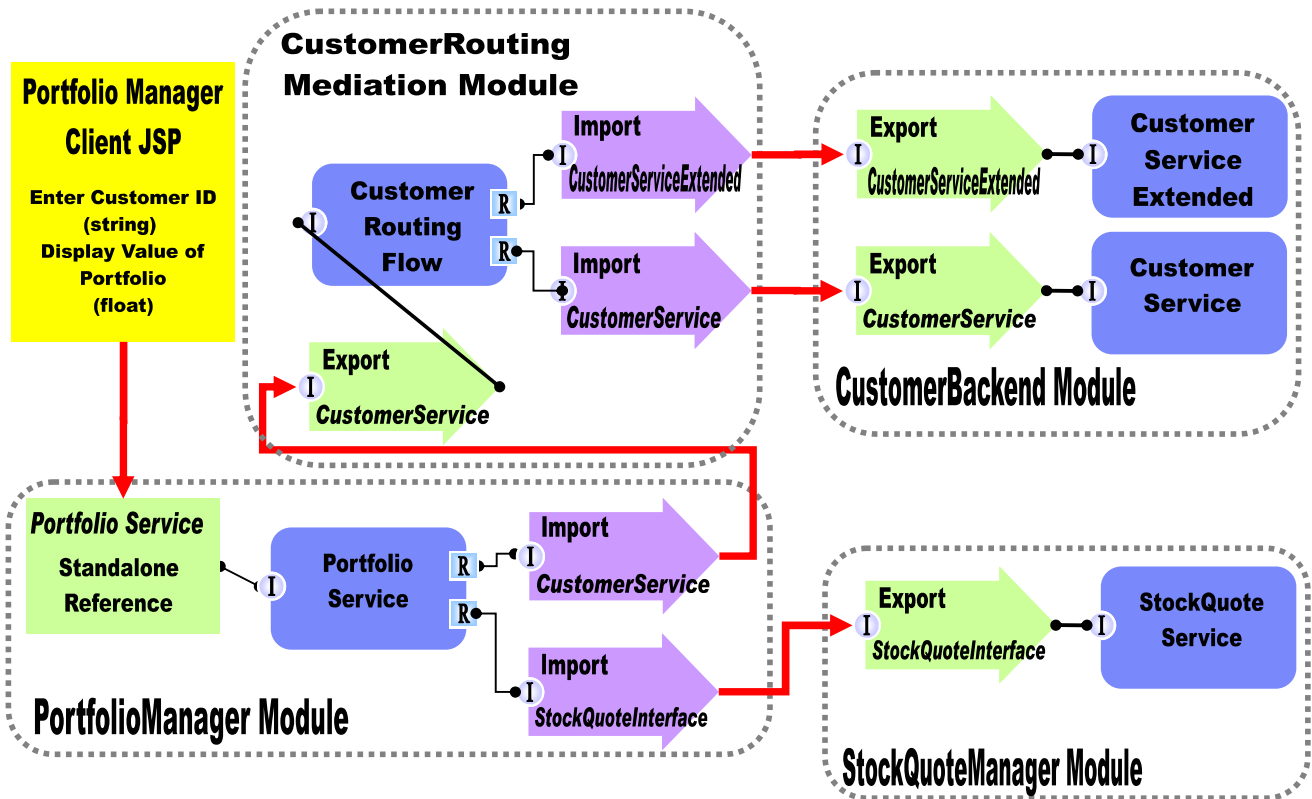 Portfolio Manager
Client JSP
Enter Customer ID
(string)
Display Value of
Portfolio
(float)
CustomerRouting
Mediation Module
Customer
Routing
Flow
I
R
R
Import
I
CustomerServiceExtended
Import
I
CustomerService
Export
I
CustomerService
Export
I
CustomerServiceExtended
I
Customer
Service
Extended
Export
I
CustomerService
I
Customer
Service
CustomerBackend Module
Portfolio Service
Standalone
Reference
I
Portfolio
Service
R
R
Import
I
CustomerService
Import
I
StockQuoteInterface
PortfolioManager Module
Export
I
StockQuoteInterface
I
StockQuote
Service
StockQuoteManager Module